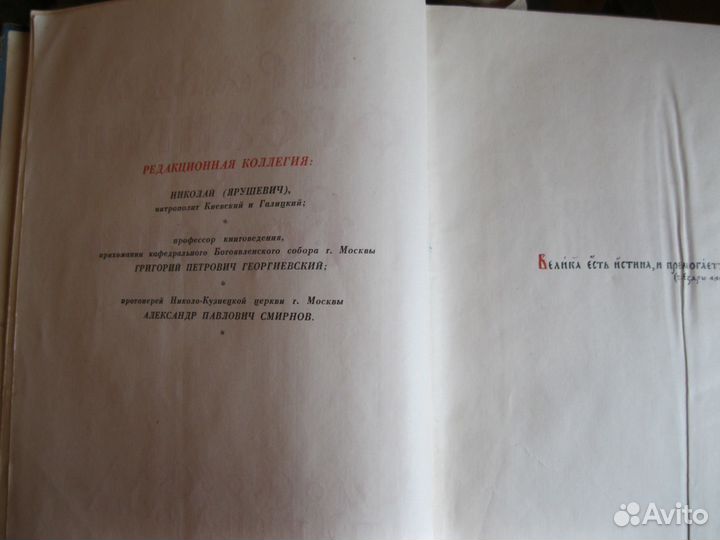 РЕДАКЦИОННАЯ КОЛЛЕГИЯ:
НИКОЛАЙ (ЯРУШЕВИЧ),
митрополит Киевский и Галицкий;
*
профессор книговедения,
прихожанин кафедрального Богоявленского собора г. Москвы
ГРИГОРИЙ ПЕТРОВИЧ ГЕОРГИЕВСКИЙ;
*
протоиерей Николо-Кузнецкой церкви г. Москвы
АЛЕКСАНДР ПАВЛОВИЧ СМИРНОВ.
*
Велика есть истина, и премогает
Avito